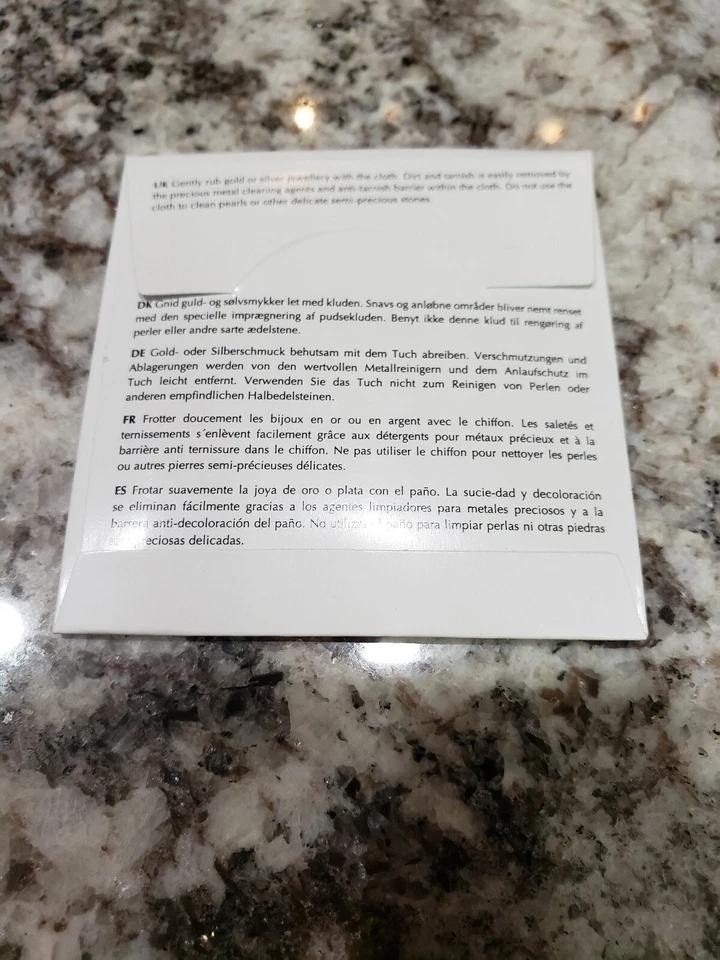 UK Gently rub gold or silver jewellery with the cloth. Dirt and tarnish is easily removed by
the precious metal cleaning agents and anti-tarnish barrier within the cloth. Do not use the
cloth to clean pearls or other delicate semi-precious stones.
DK Gnid guld- og sølvsmykker let med kluden. Snavs og anløbne områder bliver nemt renset
med den specielle imprægnering af pudsekluden. Benyt ikke denne klud til rengøring af
perler eller andre sarte ædelstene.
DE Gold- oder Silberschmuck behutsam mit dem Tuch abreiben. Verschmutzungen und
Ablagerungen werden von den wertvollen Metallreinigern und dem Anlaufschutz im
Tuch leicht entfernt. Verwenden Sie das Tuch nicht zum Reinigen von Perlen oder
anderen empfindlichen Halbedelsteinen.
FR Frotter doucement les bijoux en or ou en argent avec le chiffon. Les saletés et
ternissements s´enlèvent facilement grâce aux détergents pour métaux précieux et à la
barrière anti ternissure dans le chiffon. Ne pas utiliser le chiffon pour nettoyer les perles
ou autres pierres semi-précieuses délicates.
ES Frotar suavemente la joya de oro o plata con el paño. La sucie-dad y decoloración
se eliminan fácilmente gracias a los agentes limpiadores para metales preciosos y a la
barrera anti-decoloración del paño. No paño para limpiar perlas ni otras piedras
delicadas.